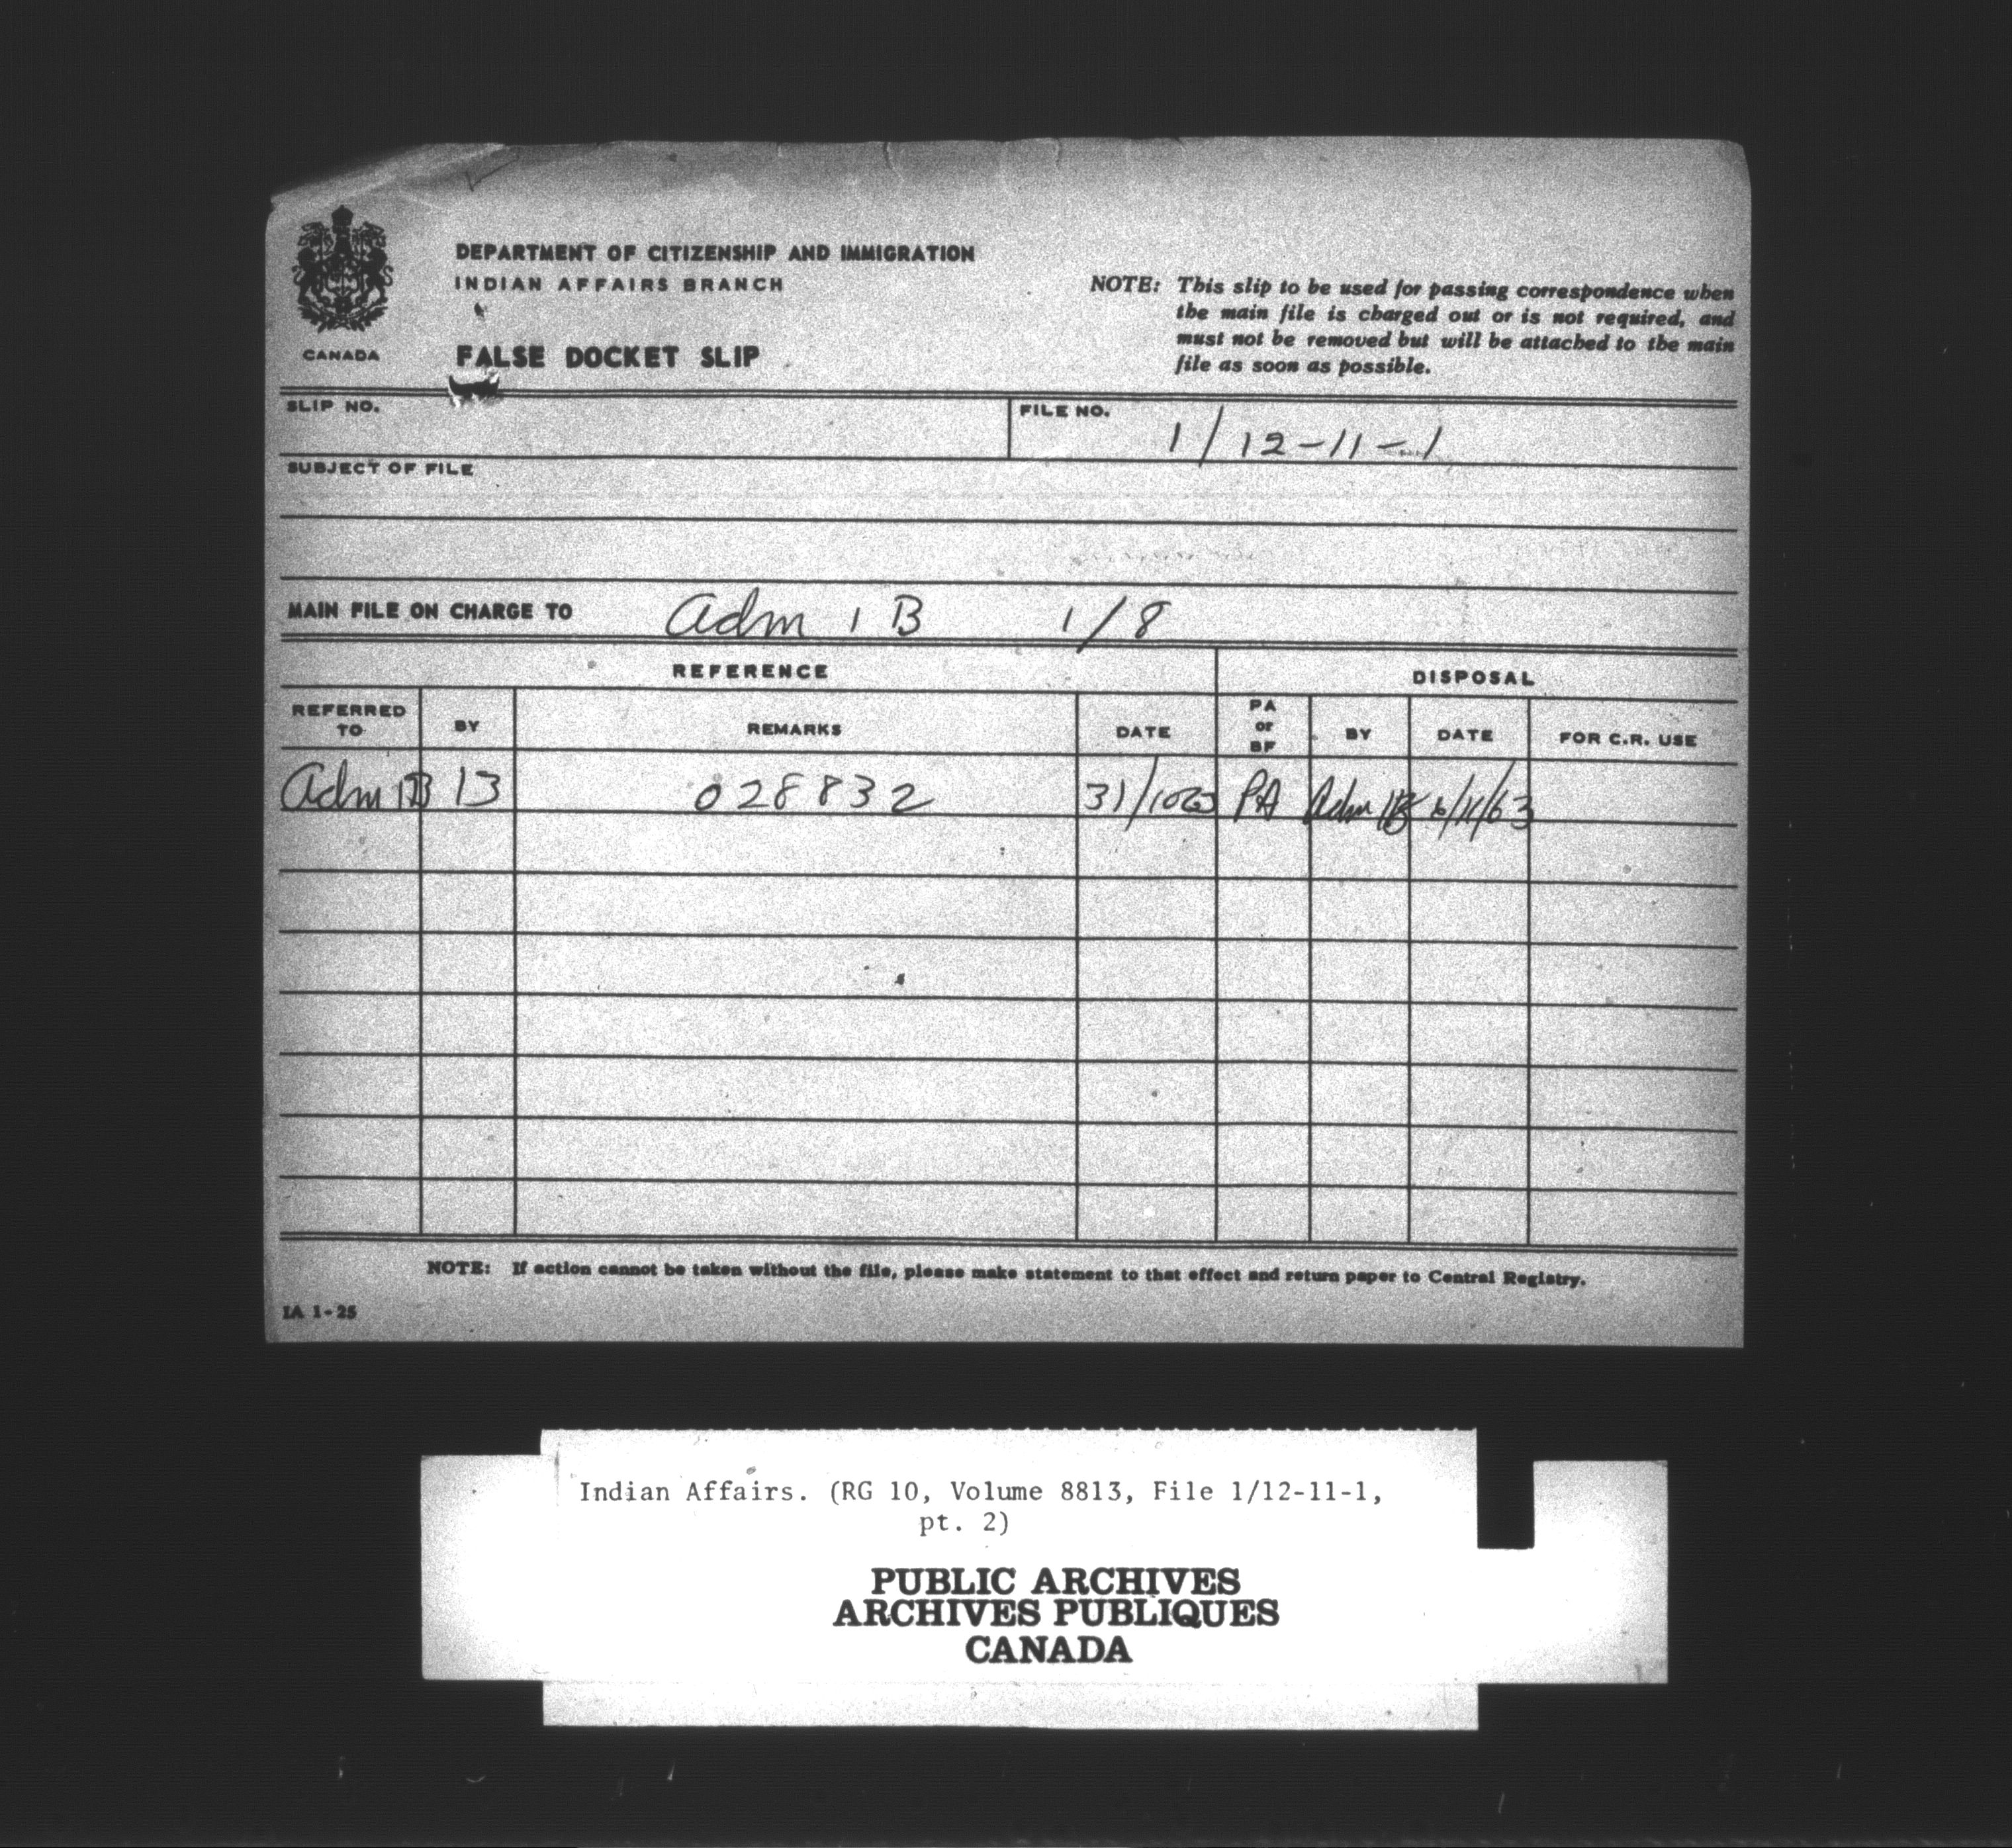 DEPARTMENT OF CITIZENSHIP AND IMMIGRATION
INDIAN AFFAIRS BRANCH
CANADA
FALSE DOCKET SLIP
NOTE: This slip to be used for passing correspondence when
the main file is charged out or is not required, and
must not be removed but will be attached to the main
file as soon as possible.
SLIP NO.
FILE NO. 1/12-11-1
SUBJECT OF FILE
MAIN FILE ON CHARGE TO Adm 1 B 1/8
REFERENCE DISPOSAL
REFERRED TO BY REMARKS DATE PA or BF BY DATE FOR C.R. USE
Adm 1B 13 028832 31/10 PA Adm 1B 6/11/63
NOTE: If action cannot be taken without the file, please make statement to that effect and return paper to Central Registry.
IA 1-25
Indian Affairs. (RG 10, Volume 8813, File 1/12-11-1,
pt. 2)
PUBLIC ARCHIVES
ARCHIVES PUBLIQUES
CANADA